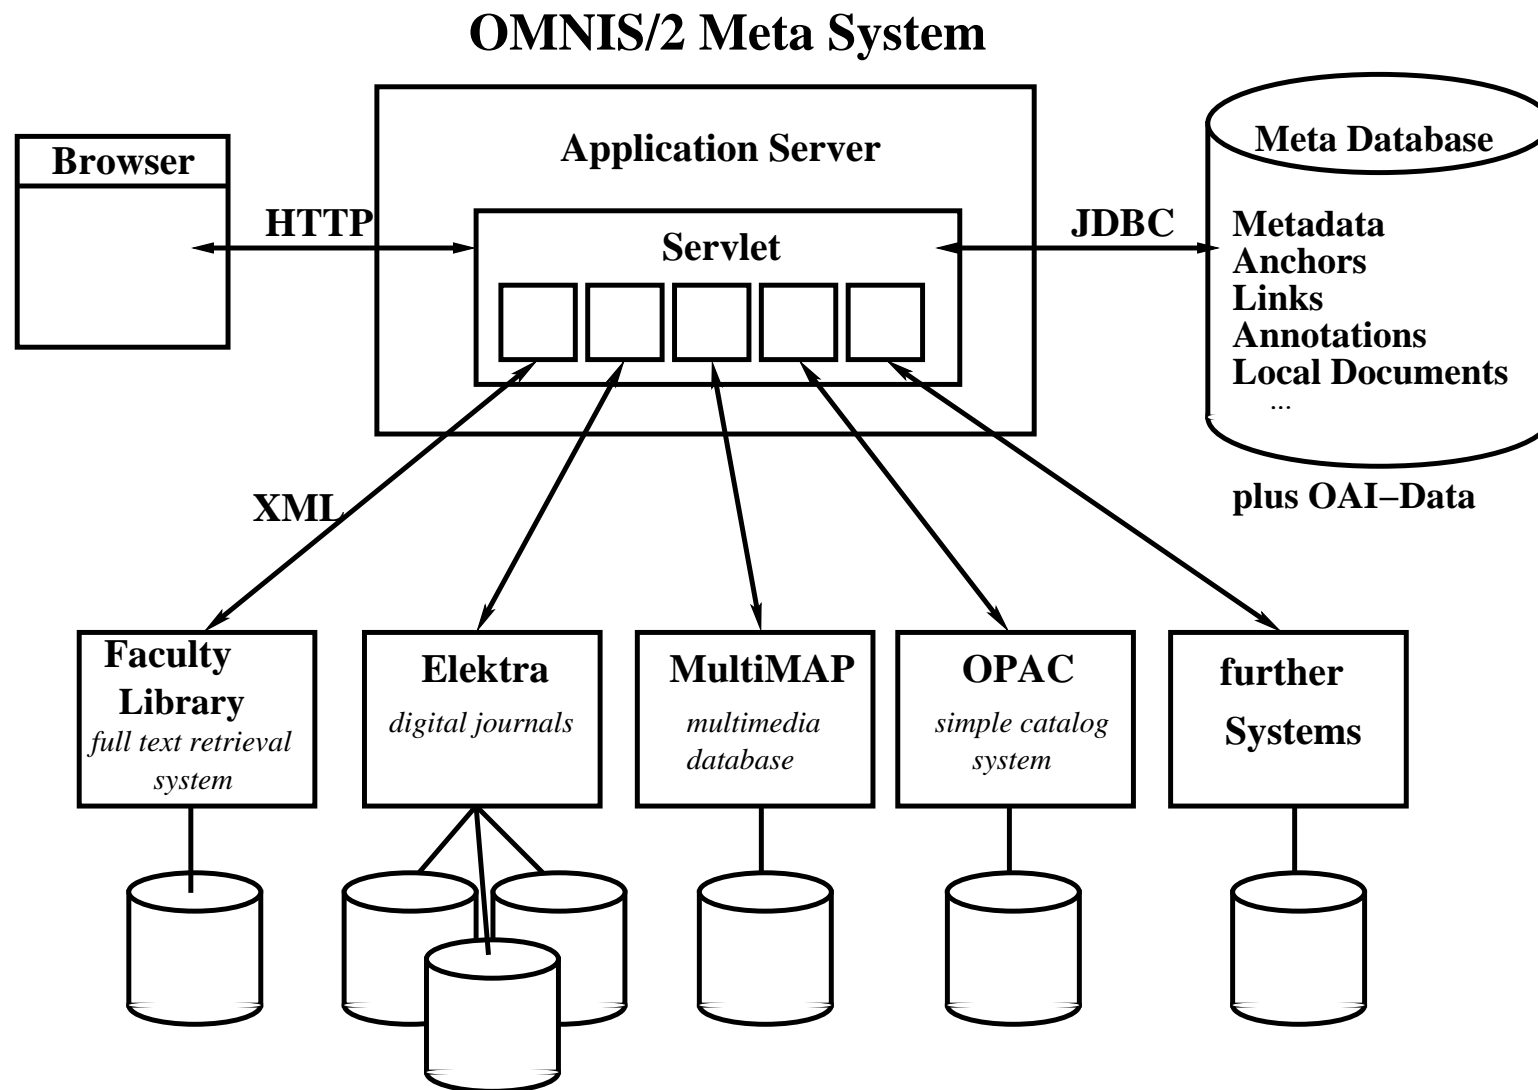 OMNIS/2 Meta System
Browser
HTTP
Application Server
Servlet
JDBC
Meta Database
Metadata
Anchors
Links
Annotations
Local Documents
...
plus OAI–Data
XML
Faculty
Library
full text retrieval
system
Elektra
digital journals
MultiMAP
multimedia
database
OPAC
simple catalog
system
further
Systems